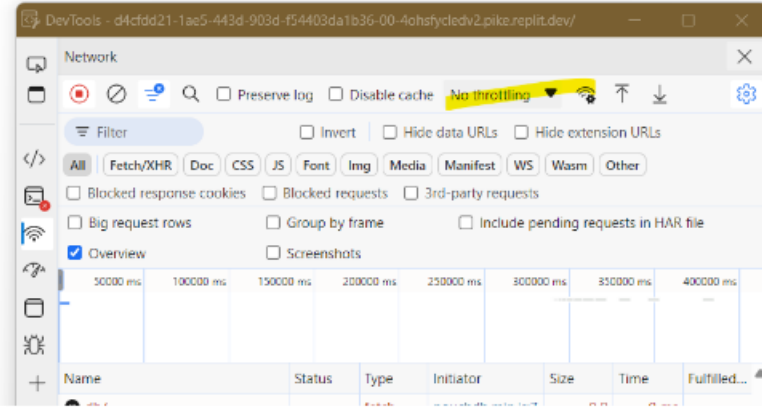 DevTools - d4cfdd21-1ae5-443d-903d-f54403da1b36-00-4ohsfycledv2.pike.replit.dev/
Network
Preserve log Disable cache No throttling
Filter Invert Hide data URLs Hide extension URLs
All Fetch/XHR Doc CSS JS Font Img Media Manifest WS Wasm Other
Blocked response cookies Blocked requests 3rd-party requests
Big request rows Group by frame Include pending requests in HAR file
Overview Screenshots
50000 ms 100000 ms 150000 ms 200000 ms 250000 ms 300000 ms 350000 ms 400000 ms
Name Status Type Initiator Size Time Fulfilled...